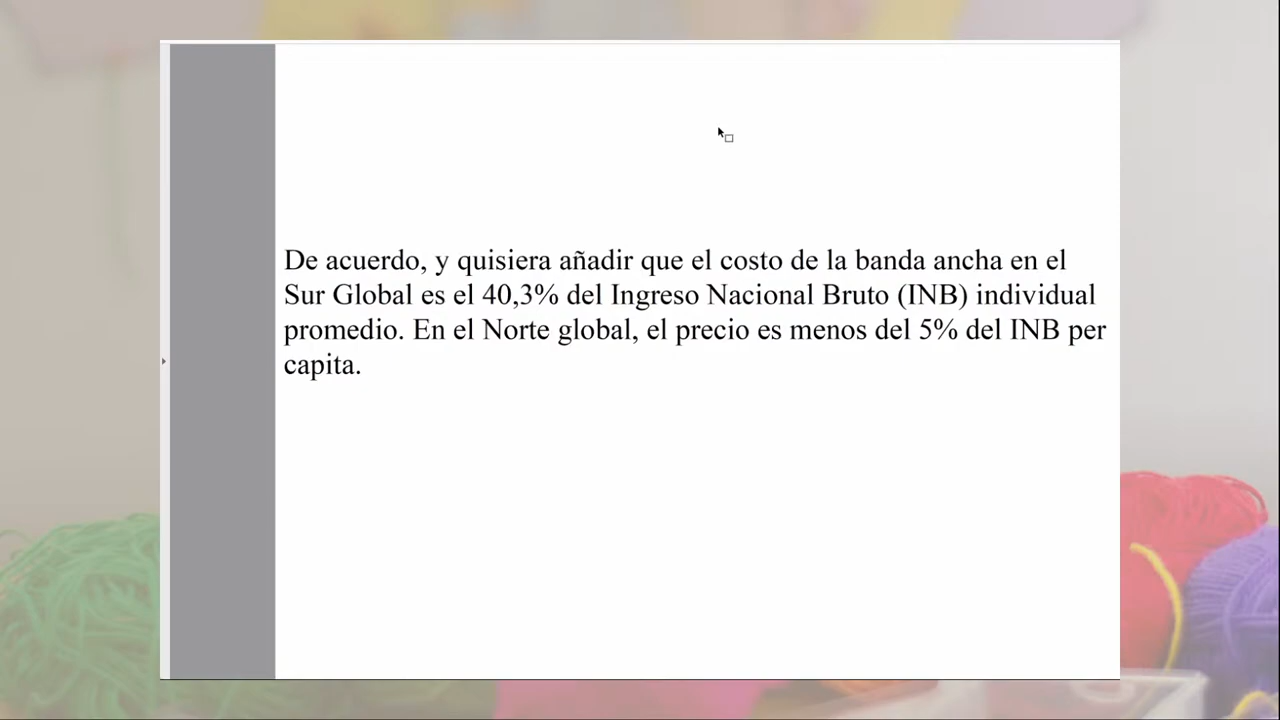 De acuerdo, y quisiera añadir que el costo de la banda ancha en el
Sur Global es el 40,3% del Ingreso Nacional Bruto (INB) individual
promedio. En el Norte global, el precio es menos del 5% del INB per
capita.